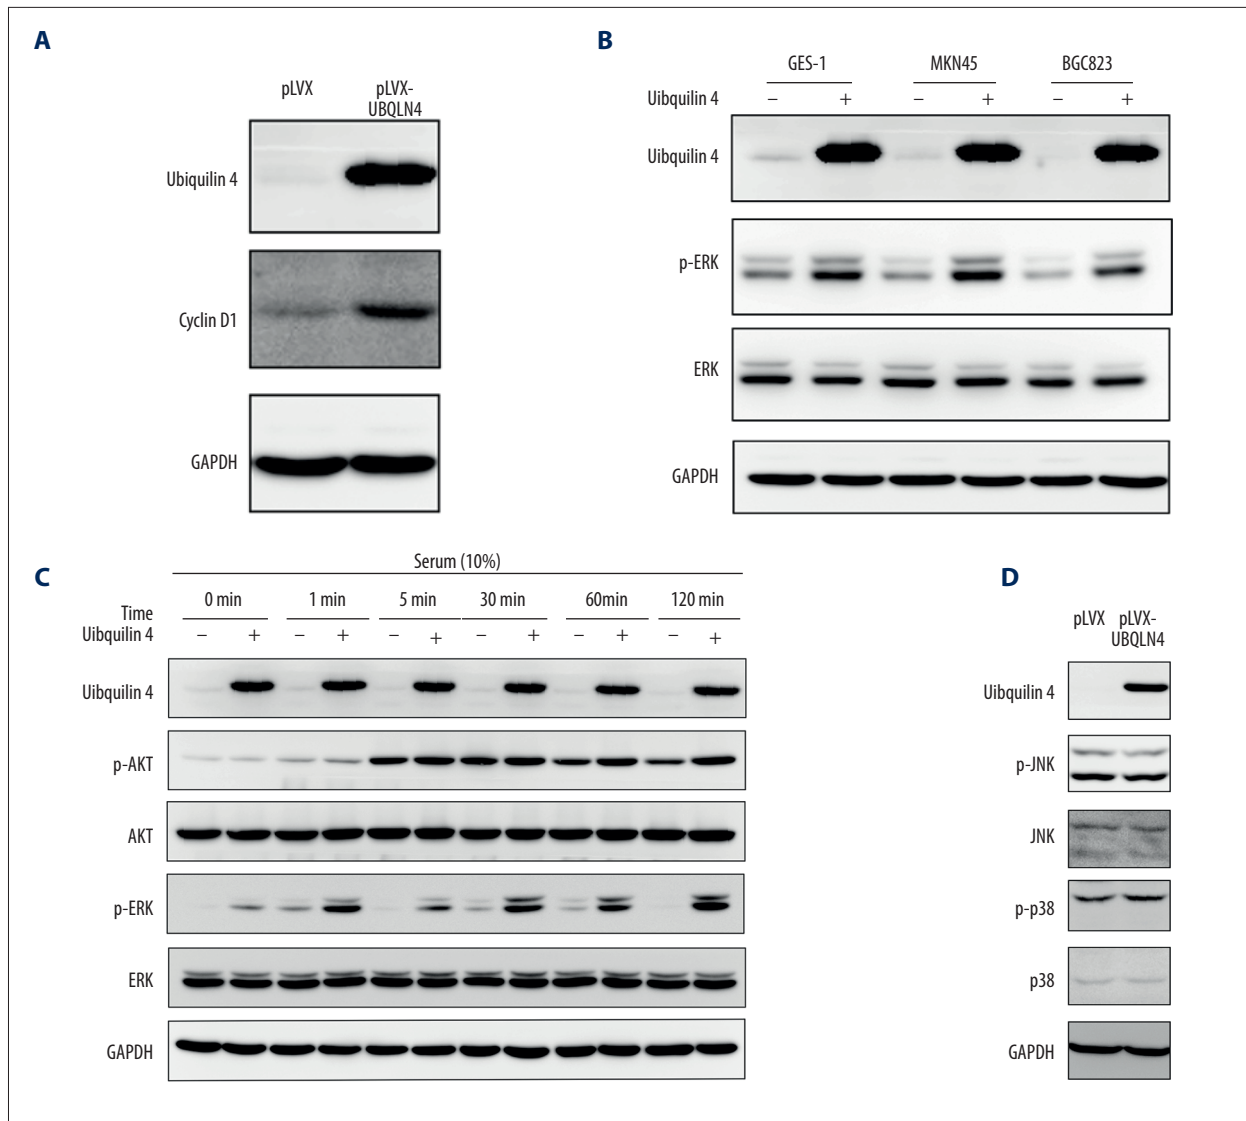 A
pLVX
pLVX-
UBQLN4
Ubiquilin 4
Cyclin D1
GAPDH
B
GES-1 MKN45 BGC823
Uibquilin 4 – + – + – +
Uibquilin 4
p-ERK
ERK
GAPDH
C
Serum (10%)
Time 0 min 1 min 5 min 30 min 60min 120 min
Uibquilin 4 – + – + – + – + – + – +
Uibquilin 4
p-AKT
AKT
p-ERK
ERK
GAPDH
D
pLVX
pLVX-
UBQLN4
Uibquilin 4
p-JNK
JNK
p-p38
p38
GAPDH